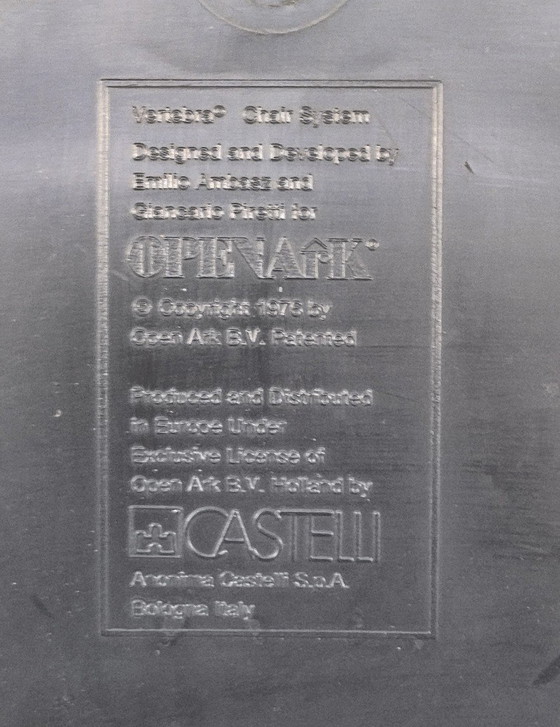 Vertebra® Chair System
Designed and Developed by
Emilio Ambasz and
Giancarlo Piretti for
OPEN ARK®
© Copyright 1976 by
Open Ark B.V. Patented
Produced and Distributed
in Europe Under
Exclusive License of
Open Ark B.V. Holland by
CASTELLI
Anonima Castelli S.p.A.
Bologna Italy